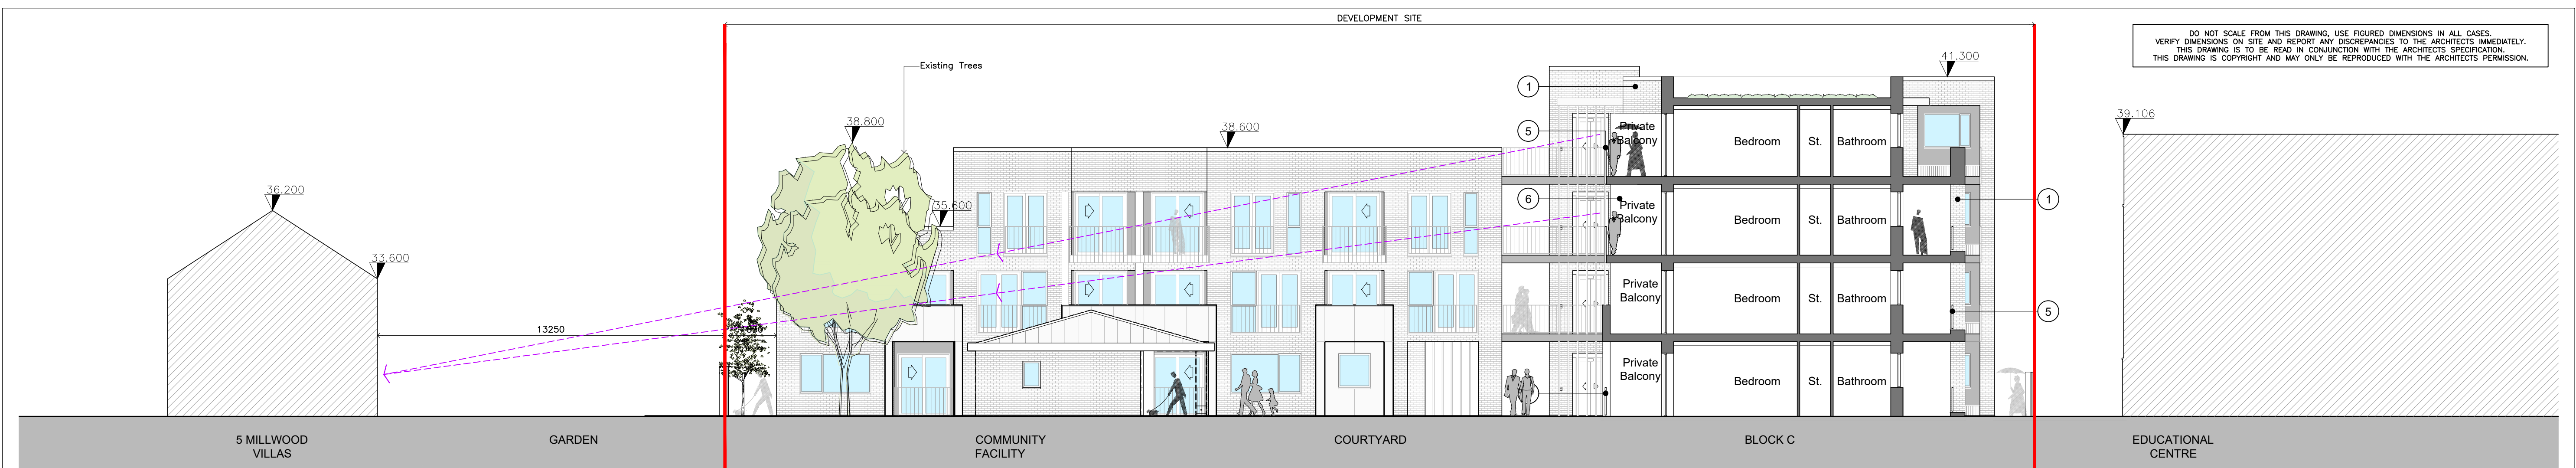 DEVELOPMENT SITE
DO NOT SCALE FROM THIS DRAWING, USE FIGURED DIMENSIONS IN ALL CASES.
VERIFY DIMENSIONS ON SITE AND REPORT ANY DISCREPANCIES TO THE ARCHITECTS IMMEDIATELY.
THIS DRAWING IS TO BE READ IN CONJUNCTION WITH THE ARCHITECTS SPECIFICATION.
THIS DRAWING IS COPYRIGHT AND MAY ONLY BE REPRODUCED WITH THE ARCHITECTS PERMISSION.
Existing Trees
41.300
1
39.106
38.800
38.600
5
Private
Balcony
Bedroom
St.
Bathroom
36.200
35.600
6
Private
Balcony
Bedroom
St.
Bathroom
1
33.600
Private
Balcony
Bedroom
St.
Bathroom
5
13250
Private
Balcony
Bedroom
St.
Bathroom
5 MILLWOOD
VILLAS
GARDEN
COMMUNITY
FACILITY
COURTYARD
BLOCK C
EDUCATIONAL
CENTRE